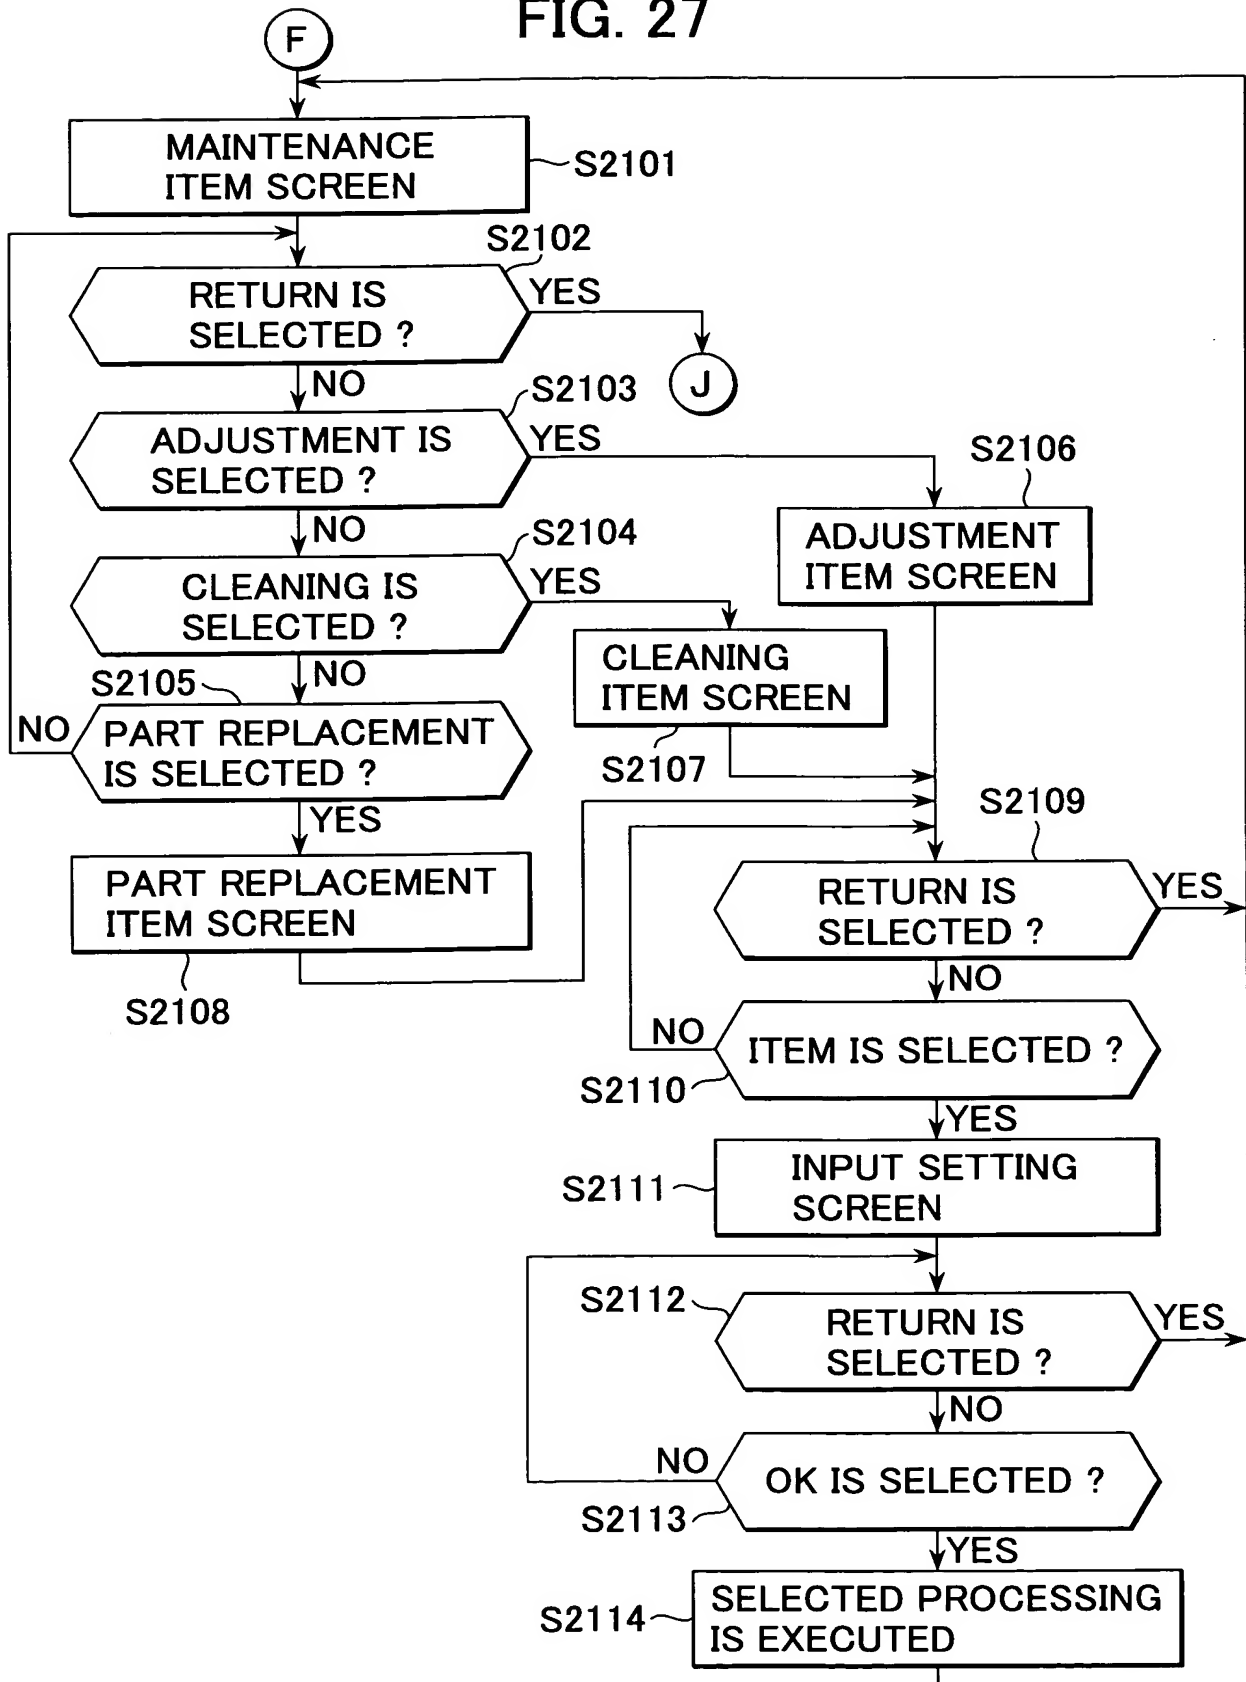 FIG. 27
F
MAINTENANCE
ITEM SCREEN
S2101
S2102
RETURN IS
SELECTED ?
YES
J
NO
S2103
ADJUSTMENT IS
SELECTED ?
YES
S2106
ADJUSTMENT
ITEM SCREEN
NO
S2104
CLEANING IS
SELECTED ?
YES
CLEANING
ITEM SCREEN
S2107
NO
S2105
NO
PART REPLACEMENT
IS SELECTED ?
YES
PART REPLACEMENT
ITEM SCREEN
S2108
S2109
RETURN IS
SELECTED ?
YES
NO
NO
ITEM IS SELECTED ?
S2110
YES
S2111
INPUT SETTING
SCREEN
S2112
RETURN IS
SELECTED ?
YES
NO
NO
OK IS SELECTED ?
S2113
YES
S2114
SELECTED PROCESSING
IS EXECUTED